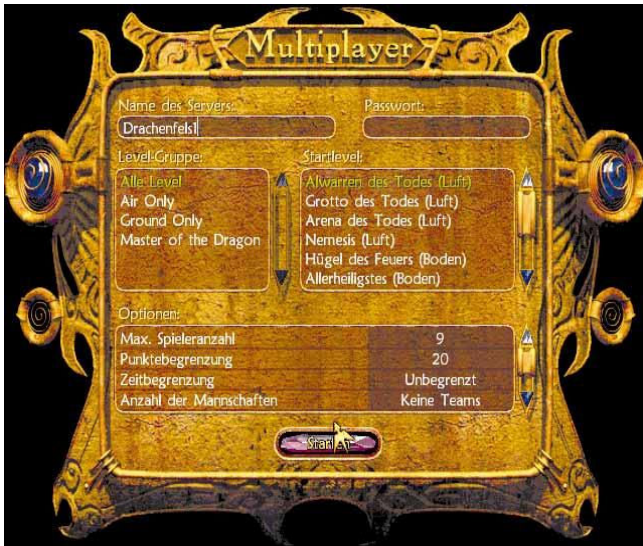 Multiplayer
Name des Servers: Passwort:
Drachenfels1
Level-Gruppe: Startlevel:
Alle Level Alwarren des Todes (Luft)
Air Only Grotto des Todes (Luft)
Ground Only Arena des Todes (Luft)
Master of the Dragon Nemesis (Luft)
Hügel des Feuers (Boden)
Allerheiligstes (Boden)
Optionen:
Max. Spieleranzahl 9
Punktebegrenzung 20
Zeitbegrenzung Unbegrenzt
Anzahl der Mannschaften Keine Teams
Starten